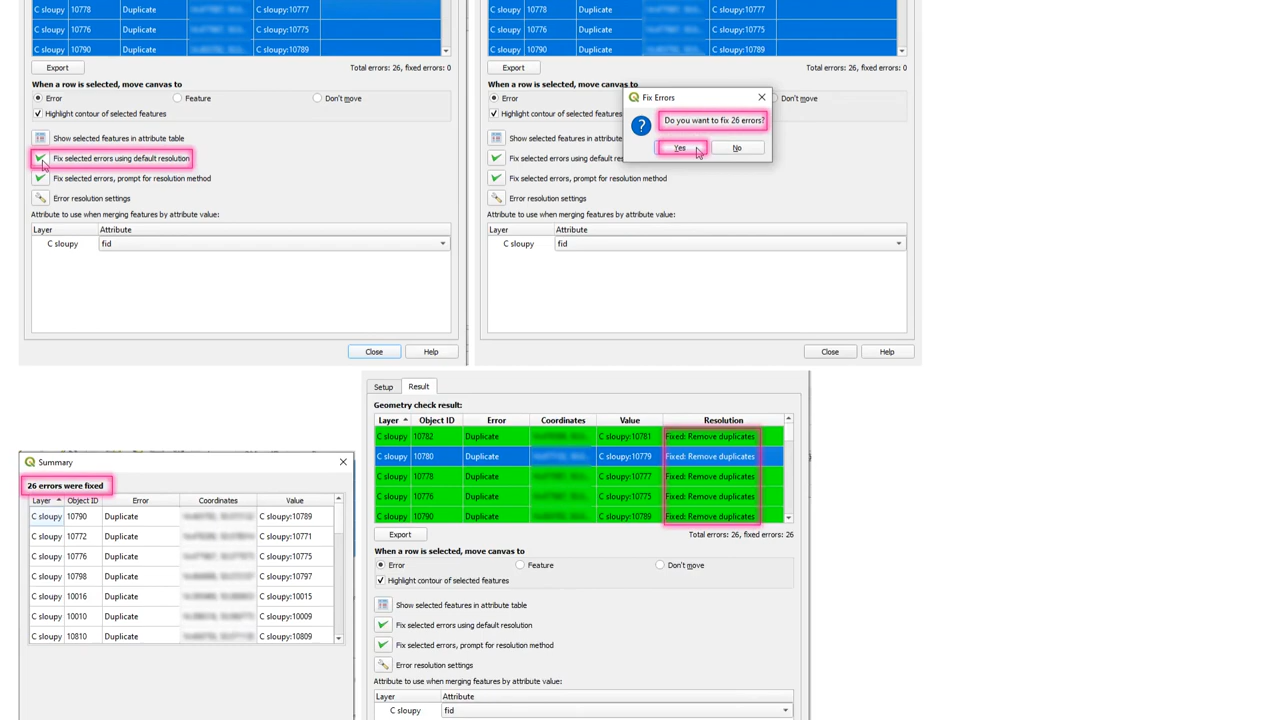 C sloupy 10778 Duplicate C sloupy:10777
C sloupy 10776 Duplicate C sloupy:10775
C sloupy 10790 Duplicate C sloupy:10789
Export Total errors: 26, fixed errors: 0
When a row is selected, move canvas to
Error Feature Don't move
Highlight contour of selected features
Show selected features in attribute table
Fix selected errors using default resolution
Fix selected errors, prompt for resolution method
Error resolution settings
Attribute to use when merging features by attribute value:
Layer Attribute
C sloupy fid
Close Help
C sloupy 10778 Duplicate C sloupy:10777
C sloupy 10776 Duplicate C sloupy:10775
C sloupy 10790 Duplicate C sloupy:10789
Export Total errors: 26, fixed errors: 0
When a row is selected, move canvas to
Error Don't move
Highlight contour of selected features
Show selected features in attribute
Fix selected errors using default
Fix selected errors, prompt for resolution method
Error resolution settings
Attribute to use when merging features by attribute value:
Layer Attribute
C sloupy fid
Close Help
Fix Errors
Do you want to fix 26 errors?
Yes No
Summary
26 errors were fixed
Layer Object ID Error Coordinates Value
C sloupy 10790 Duplicate C sloupy:10789
C sloupy 10772 Duplicate C sloupy:10771
C sloupy 10776 Duplicate C sloupy:10775
C sloupy 10798 Duplicate C sloupy:10797
C sloupy 10016 Duplicate C sloupy:10015
C sloupy 10010 Duplicate C sloupy:10009
C sloupy 10810 Duplicate C sloupy:10809
Setup Result
Geometry check result:
Layer Object ID Error Coordinates Value Resolution
C sloupy 10782 Duplicate C sloupy:10781 Fixed: Remove duplicates
C sloupy 10780 Duplicate C sloupy:10779 Fixed: Remove duplicates
C sloupy 10778 Duplicate C sloupy:10777 Fixed: Remove duplicates
C sloupy 10776 Duplicate C sloupy:10775 Fixed: Remove duplicates
C sloupy 10790 Duplicate C sloupy:10789 Fixed: Remove duplicates
Export Total errors: 26, fixed errors: 26
When a row is selected, move canvas to
Error Feature Don't move
Highlight contour of selected features
Show selected features in attribute table
Fix selected errors using default resolution
Fix selected errors, prompt for resolution method
Error resolution settings
Attribute to use when merging features by attribute value:
Layer Attribute
C sloupy fid